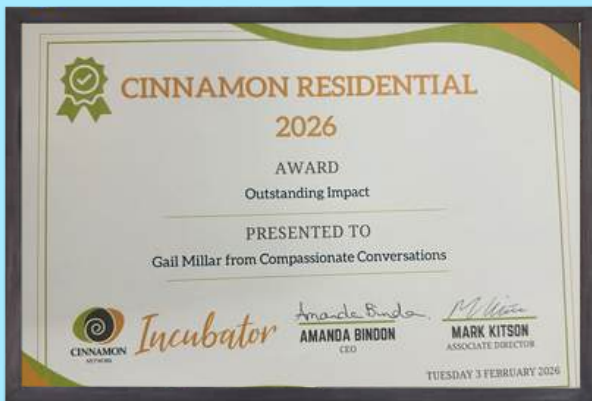 CINNAMON RESIDENTIAL
2026
AWARD
Outstanding Impact
PRESENTED TO
Gail Millar from Compassionate Conversations
CINNAMON
NETWORK
Incubator
Amanda Bindon
AMANDA BINDON
CEO
M Kitson
MARK KITSON
ASSOCIATE DIRECTOR
TUESDAY 3 FEBRUARY 2026